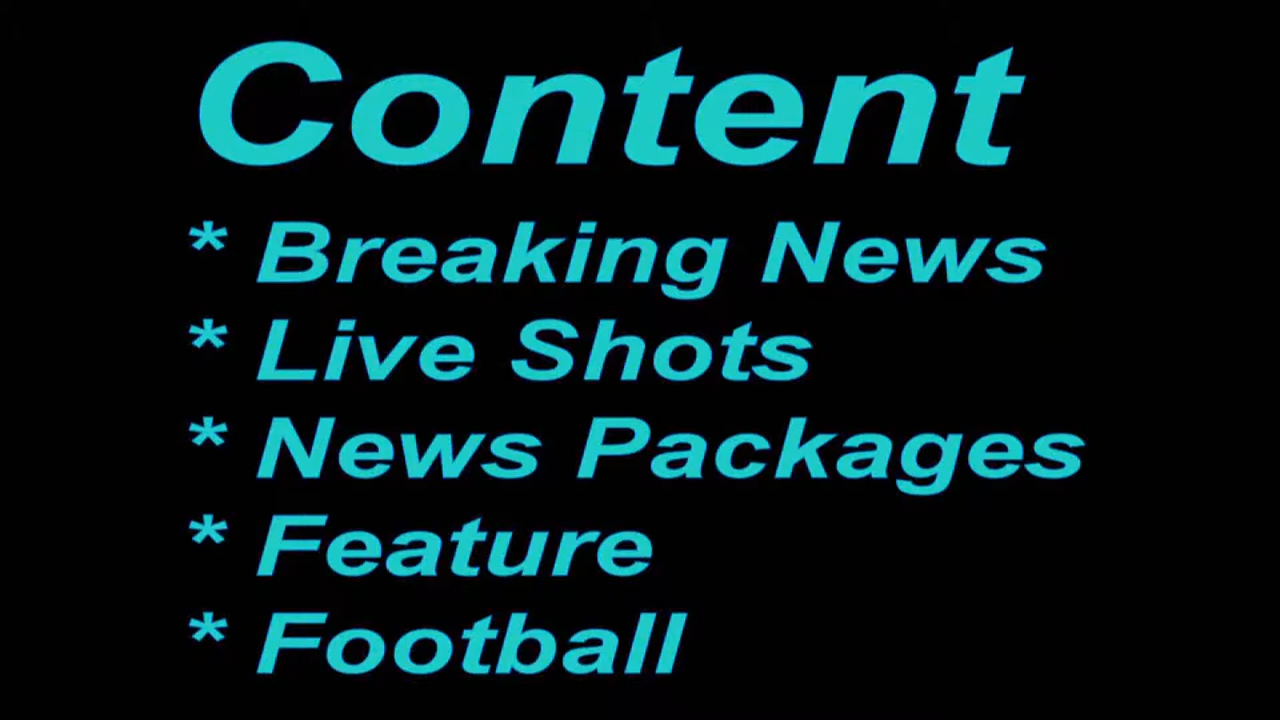 Content
* Breaking News
* Live Shots
* News Packages
* Feature
* Football